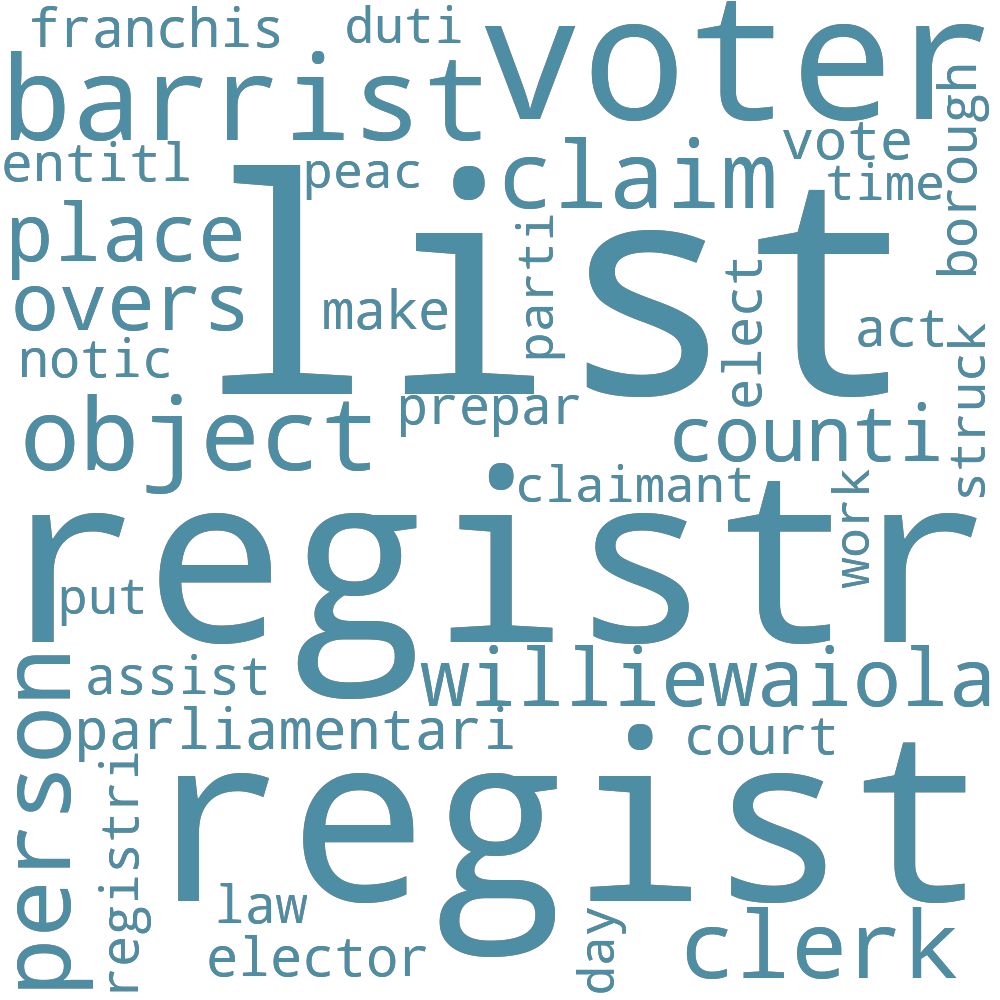 franchis
duti
voter
barrist
borough
entitl
peac
claim
vote
time
place
list
parti
overs
make
elect
act
notic
struck
object
prepar
counti
claimant
work
registr
put
person
assist
williewaiola
parliamentari
court
registri
regist
law
elector
day
clerk